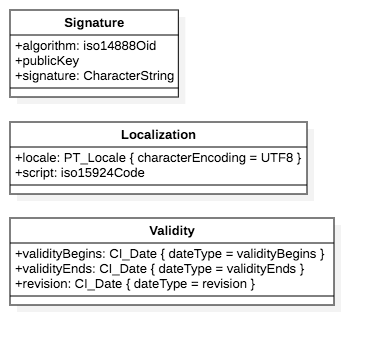 Signature
+algorithm: iso14888Oid
+publicKey
+signature: CharacterString
Localization
+locale: PT_Locale { characterEncoding = UTF8 }
+script: iso15924Code
Validity
+validityBegins: CI_Date { dateType = validityBegins }
+validityEnds: CI_Date { dateType = validityEnds }
+revision: CI_Date { dateType = revision }